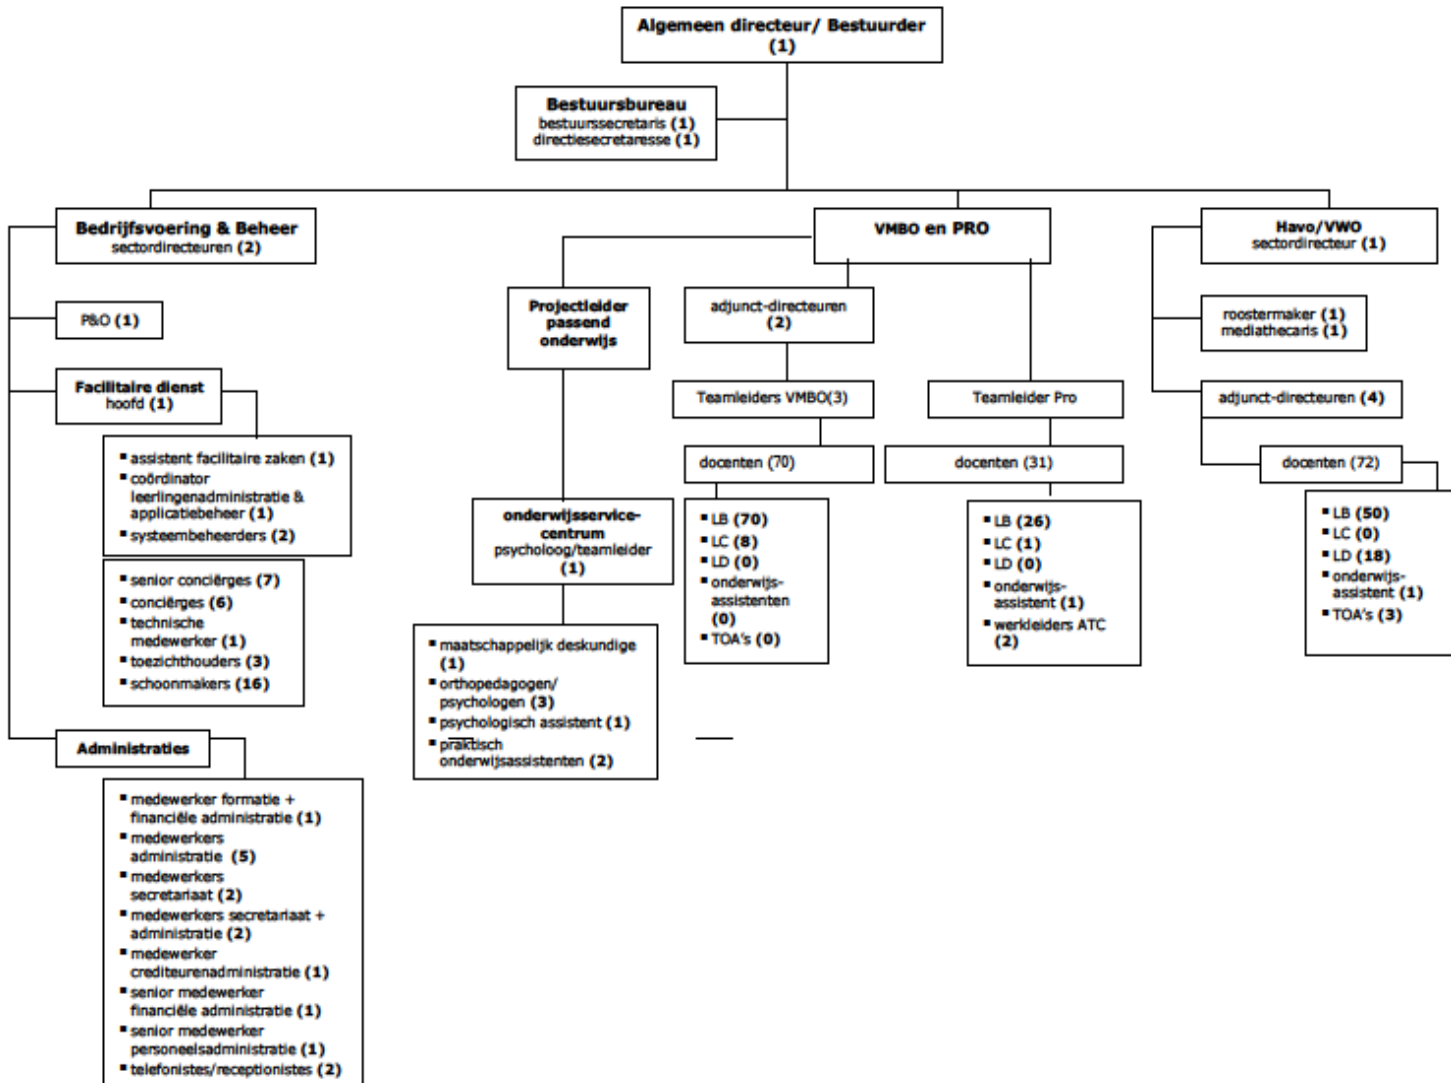 Algemeen directeur/ Bestuurder
(1)
Bestuursbureau
bestuurssecretaris (1)
directiesecretaresse (1)
Bedrijfsvoering & Beheer
sectordirecteuren (2)
P&O (1)
Facilitaire dienst
hoofd (1)
▪ assistent facilitaire zaken (1)
▪ coördinator
leerlingenadministratie &
applicatiebeheer (1)
▪ systeembeheerders (2)
▪ senior conciërges (7)
▪ conciërges (6)
▪ technische
medewerker (1)
▪ toezichthouders (3)
▪ schoonmakers (16)
Administraties
▪ medewerker formatie +
financiële administratie (1)
▪ medewerkers
administratie (5)
▪ medewerkers
secretariaat (2)
▪ medewerkers secretariaat +
administratie (2)
▪ medewerker
crediteurenadministratie (1)
▪ senior medewerker
financiële administratie (1)
▪ senior medewerker
personeelsadministratie (1)
▪ telefonistes/receptionistes (2)
VMBO en PRO
Projectleider
passend
onderwijs
onderwijsservice-
centrum
psycholoog/teamleider
(1)
▪ maatschappelijk deskundige
(1)
▪ orthopedagogen/
psychologen (3)
▪ psychologisch assistent (1)
▪ praktisch
onderwijsassistenten (2)
adjunct-directeuren
(2)
Teamleiders VMBO(3)
docenten (70)
▪ LB (70)
▪ LC (8)
▪ LD (0)
▪ onderwijs-
assistenten
(0)
▪ TOA's (0)
Teamleider Pro
docenten (31)
▪ LB (26)
▪ LC (1)
▪ LD (0)
▪ onderwijs-
assistent (1)
▪ werkleiders ATC
(2)
Havo/VWO
sectordirecteur (1)
roostermaker (1)
mediathecaris (1)
adjunct-directeuren (4)
docenten (72)
▪ LB (50)
▪ LC (0)
▪ LD (18)
▪ onderwijs-
assistent (1)
▪ TOA's (3)